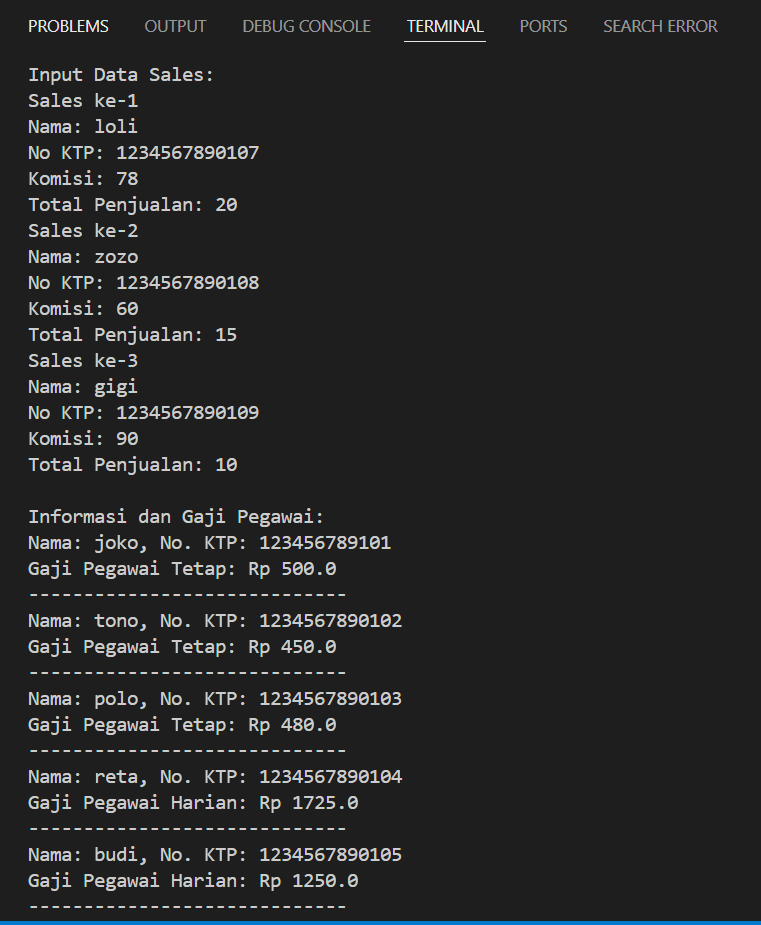 PROBLEMS OUTPUT DEBUG CONSOLE TERMINAL PORTS SEARCH ERROR
Input Data Sales:
Sales ke-1
Nama: loli
No KTP: 1234567890107
Komisi: 78
Total Penjualan: 20
Sales ke-2
Nama: zozo
No KTP: 1234567890108
Komisi: 60
Total Penjualan: 15
Sales ke-3
Nama: gigi
No KTP: 1234567890109
Komisi: 90
Total Penjualan: 10

Informasi dan Gaji Pegawai:
Nama: joko, No. KTP: 123456789101
Gaji Pegawai Tetap: Rp 500.0
-----------------------------
Nama: tono, No. KTP: 1234567890102
Gaji Pegawai Tetap: Rp 450.0
-----------------------------
Nama: polo, No. KTP: 1234567890103
Gaji Pegawai Tetap: Rp 480.0
-----------------------------
Nama: reta, No. KTP: 1234567890104
Gaji Pegawai Harian: Rp 1725.0
-----------------------------
Nama: budi, No. KTP: 1234567890105
Gaji Pegawai Harian: Rp 1250.0
-----------------------------